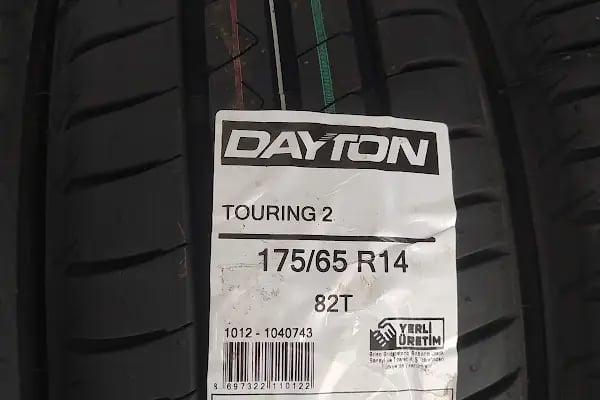 DAYTON
TOURING 2
175/65 R14
82T
1012 - 1040743
YERLİ
ÜRETİM
8 697322 110122